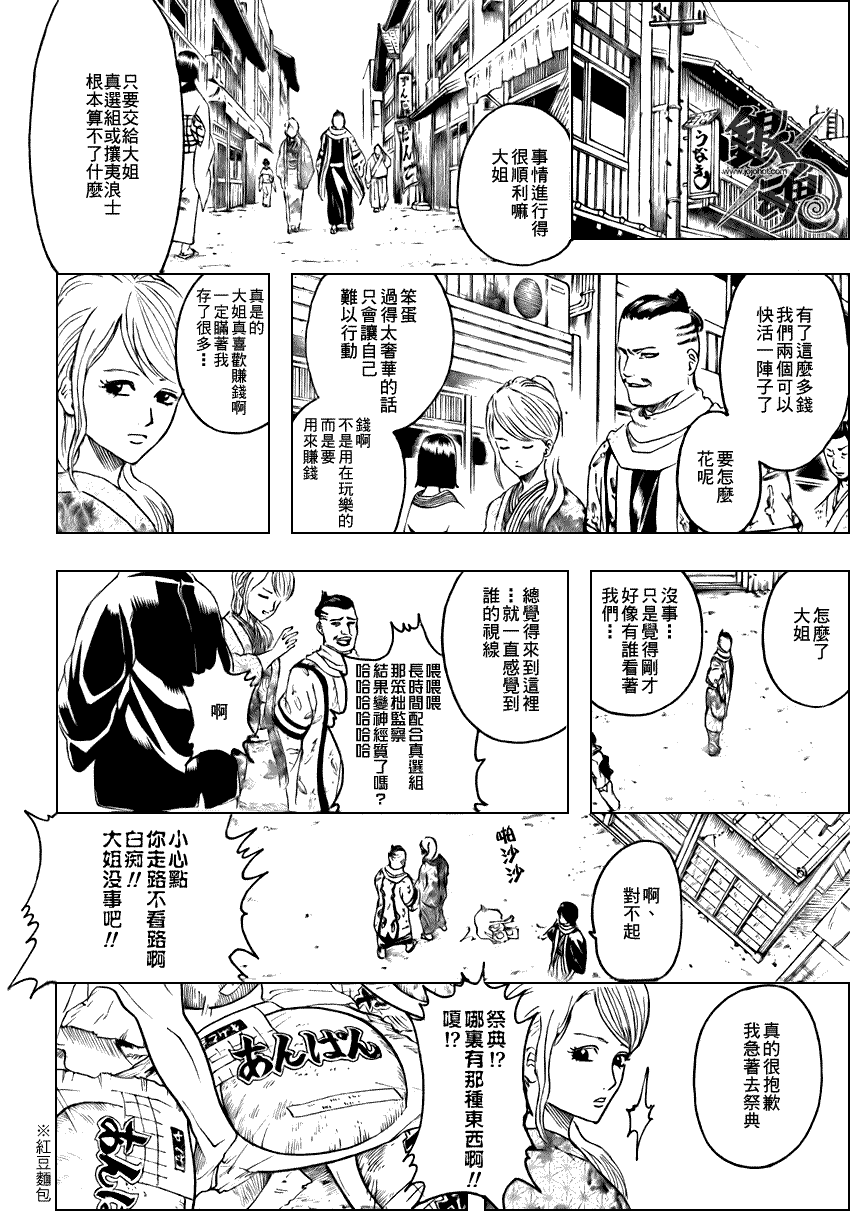 銀魂
www.jojohot.com
うなぎ
事情進行得
很順利嘛
大姐
只要交給大姐
真選組或攘夷浪士
根本算不了什麼
有了這麼多錢
我們兩個可以
快活一陣子了
要怎麼
花呢
笨蛋
過得太奢華的話
只會讓自己
難以行動
錢啊
不是用在玩樂的
而是要
用來賺錢
真是的
大姐真喜歡賺錢啊
一定瞞著我
存了很多…
怎麼了
大姐
沒事…
只是覺得剛才
好像有誰看著
我們…
總覺得來到這裡
…就一直感覺到
誰的視線
喂喂喂
長時間配合真選組
那笨拙監察
結果變神經質了嗎?
哈哈哈哈哈哈哈
啊
啊、
對不起
啪沙沙
小心點
你走路不看路啊
白痴!!
大姐没事吧!!
真的很抱歉
我急著去祭典
祭典!?
哪裏有那種東西啊!!
嗄!?
あんぱん
あんぱん
※紅豆麵包